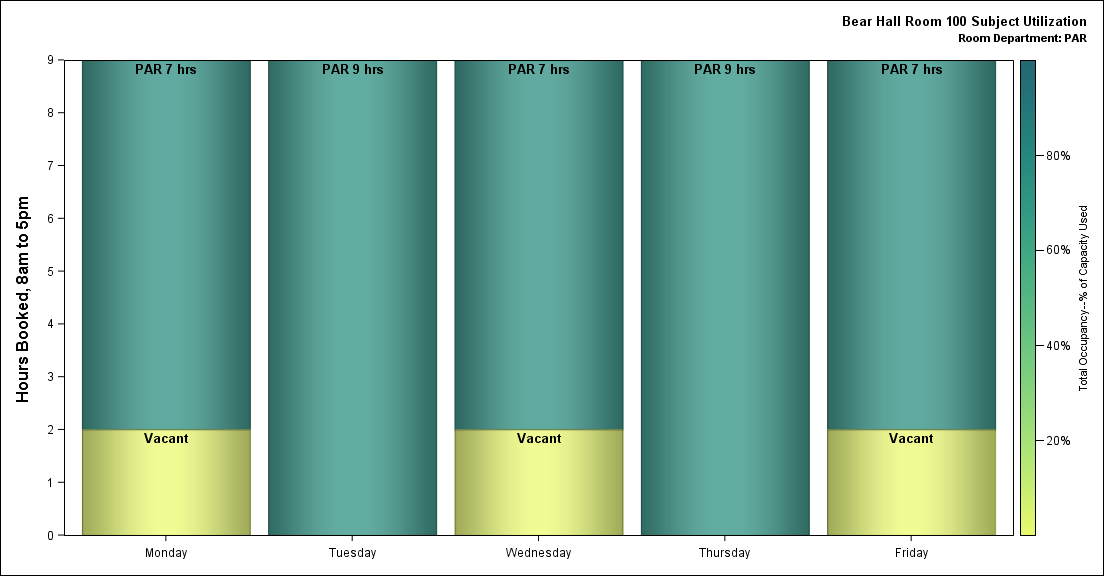 Bear Hall Room 100 Subject Utilization
Room Department: PAR
Hours Booked, 8am to 5pm
9
8
7
6
5
4
3
2
1
0
PAR 7 hrs
PAR 9 hrs
PAR 7 hrs
PAR 9 hrs
PAR 7 hrs
Vacant
Vacant
Vacant
Monday
Tuesday
Wednesday
Thursday
Friday
80%
60%
40%
20%
Total Occupancy--% of Capacity Used